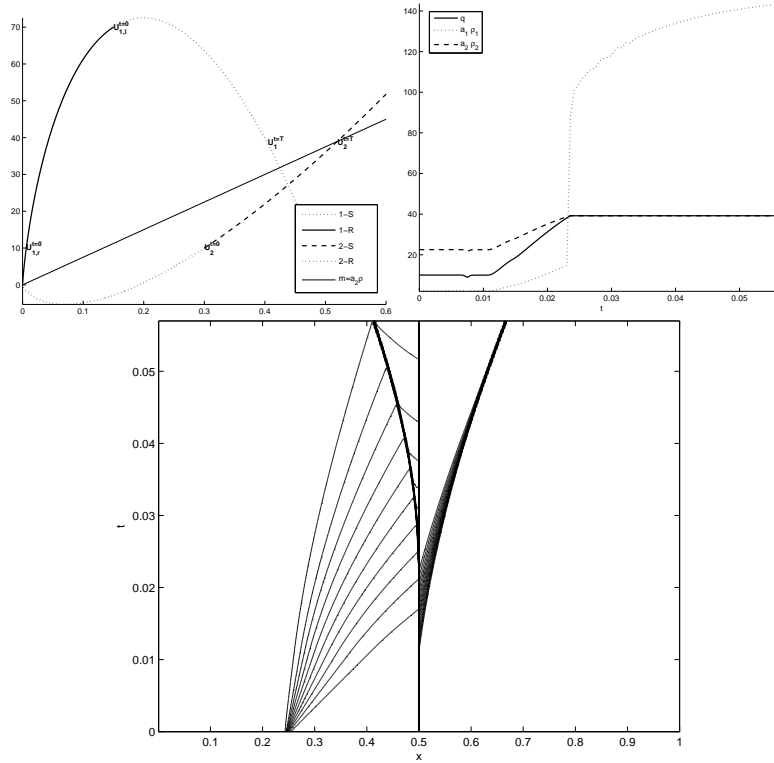 70
60
50
40
30
20
10
0
0
0.1
0.2
0.3
0.4
0.5
0.6
U_{1,l}^{t=0}
U_{1,r}^{t=0}
U_2^{t=0}
U_1^{t=T}
U_2^{t=T}
1−S
1−R
2−S
2−R
m=a_2ρ
140
120
100
80
60
40
20
0
0.01
0.02
0.03
0.04
0.05
t
q
a_1 ρ_1
a_2 ρ_2
0.05
0.04
0.03
0.02
0.01
0
t
0.1
0.2
0.3
0.4
0.5
0.6
0.7
0.8
0.9
1
x